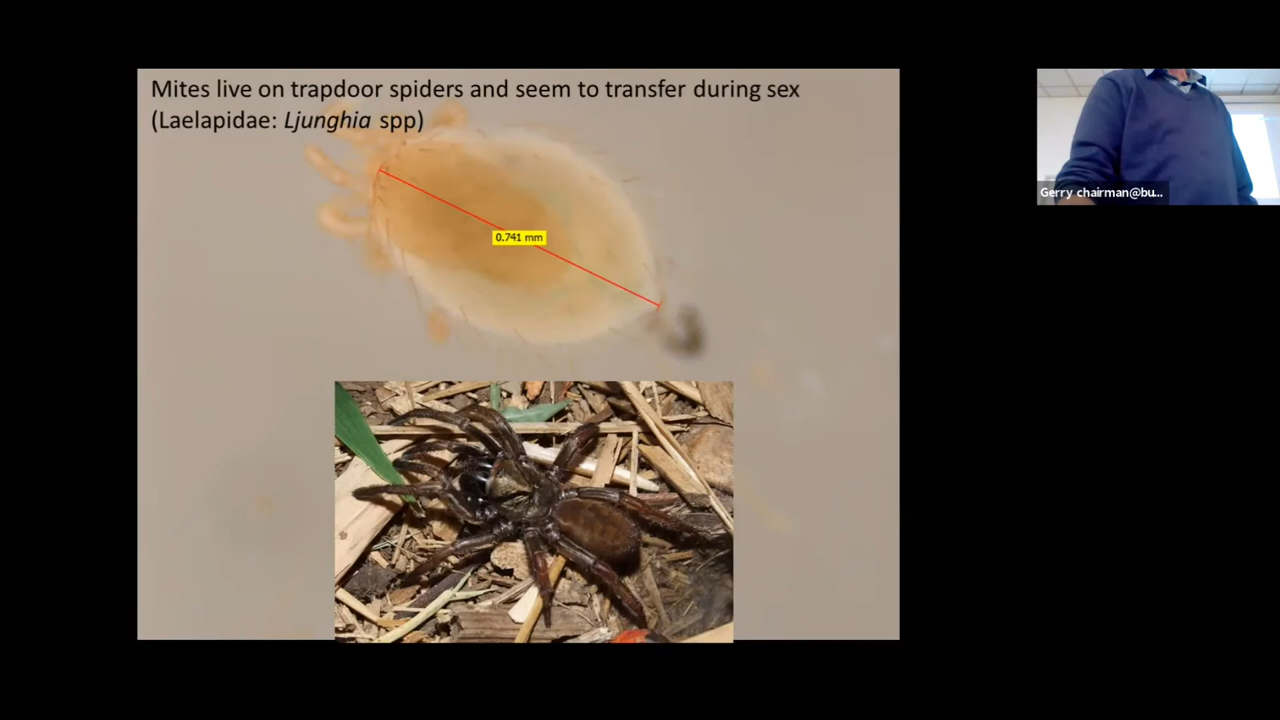 Mites live on trapdoor spiders and seem to transfer during sex
(Laelapidae: Ljunghia spp)
0.741 mm
Gerry chairman@bu...